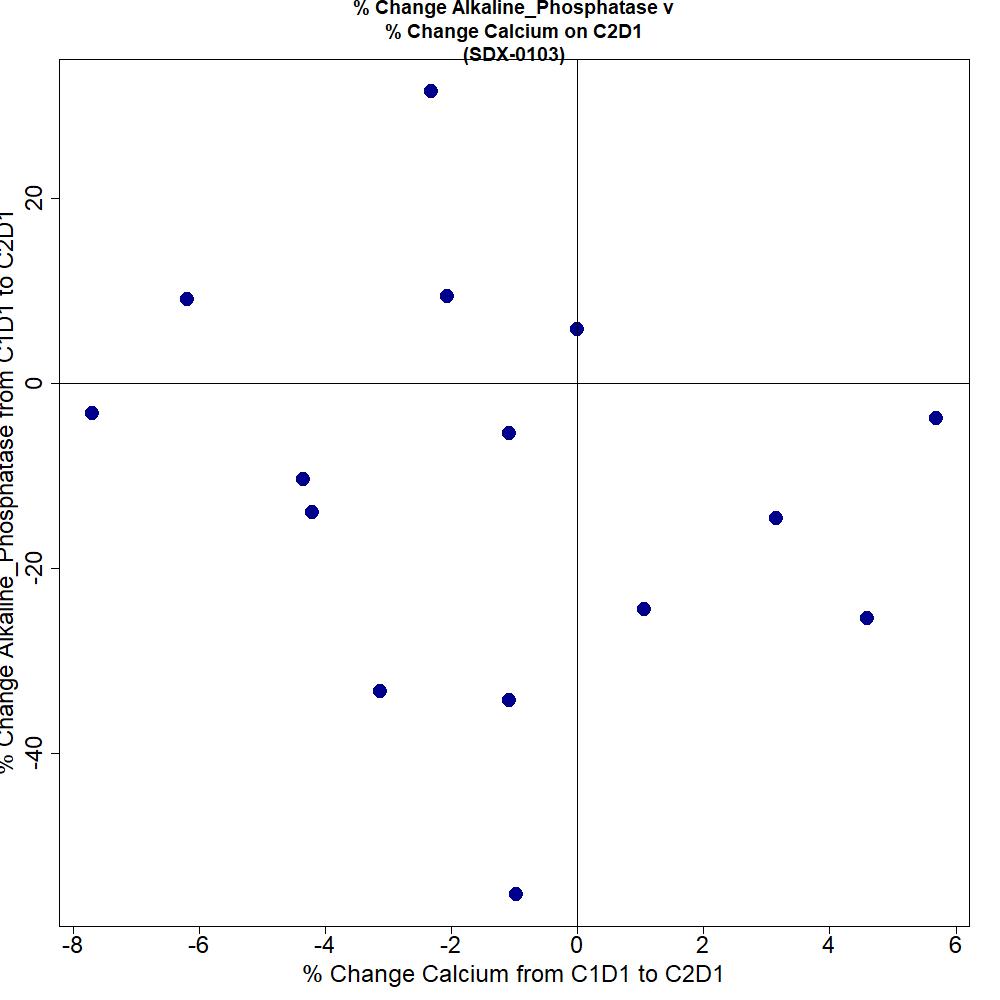 % Change Alkaline_Phosphatase v
% Change Calcium on C2D1
(SDX-0103)
% Change Alkaline_Phosphatase from C1D1 to C2D1
20
0
-20
-40
-8 -6 -4 -2 0 2 4 6
% Change Calcium from C1D1 to C2D1